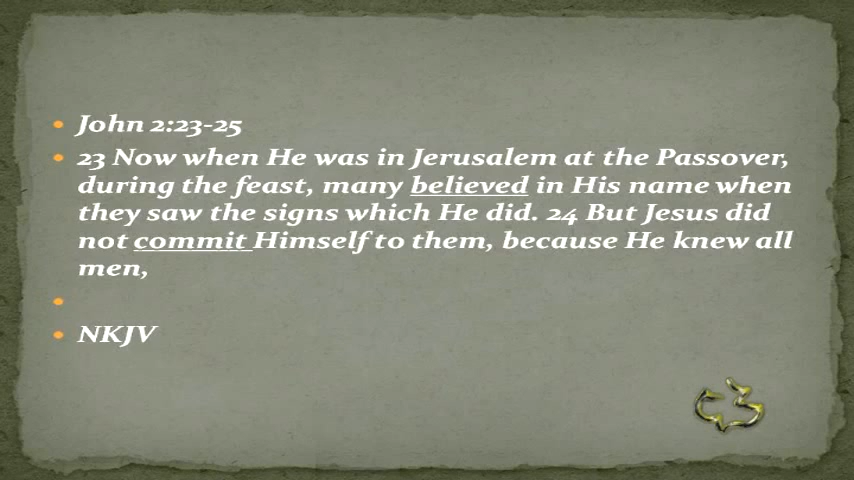 John 2:23-25
23 Now when He was in Jerusalem at the Passover,
during the feast, many believed in His name when
they saw the signs which He did. 24 But Jesus did
not commit Himself to them, because He knew all
men,
NKJV